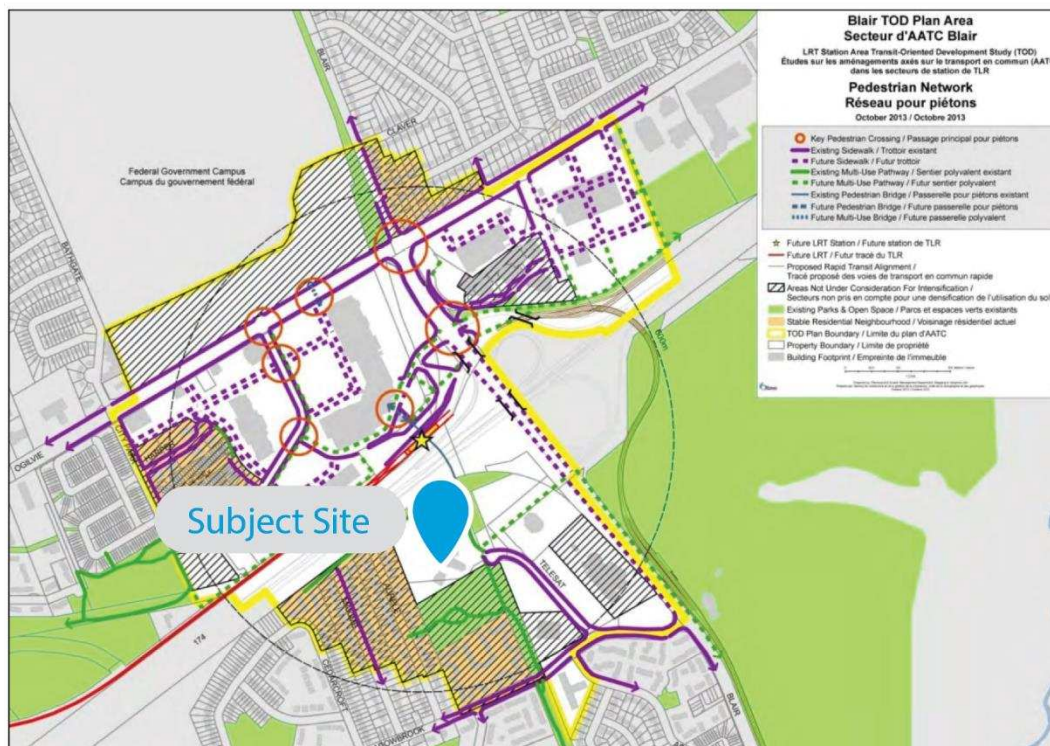 Blair TOD Plan Area
Secteur d'AATC Blair
LRT Station Area Transit-Oriented Development Study (TOD)
Études sur les aménagements axés sur le transport en commun (AATC
dans les secteurs de station de TLR
Pedestrian Network
Réseau pour piétons
October 2013 / Octobre 2013
Key Pedestrian Crossing / Passage principal pour piétons
Existing Sidewalk / Trottoir existant
Future Sidewalk / Futur trottoir
Existing Multi-Use Pathway / Sentier polyvalent existant
Future Multi-Use Pathway / Futur sentier polyvalent
Existing Pedestrian Bridge / Passerelle pour piétons existant
Future Pedestrian Bridge / Future passerelle pour piétons
Future Multi-Use Bridge / Future passerelle polyvalent
Future LRT Station / Future station de TLR
Future LRT / Futur tracé du TLR
Proposed Rapid Transit Alignment /
Tracé proposé des voies de transport en commun rapide
Areas Not Under Consideration For Intensification /
Secteurs non pris en compte pour une densification de l'utilisation du sol
Existing Parks & Open Space / Parcs et espaces verts existants
Stable Residential Neighbourhood / Voisinage résidentiel actuel
TOD Plan Boundary / Limite du plan d'AATC
Property Boundary / Limite de propriété
Building Footprint / Empreinte de l'immeuble
BLAIR
CLAVER
Federal Government Campus
Campus du gouvernement fédéral
BATHGATE
600m
OGILVIE
CITY PARK
Subject Site
TELESAT
174
BLAIR